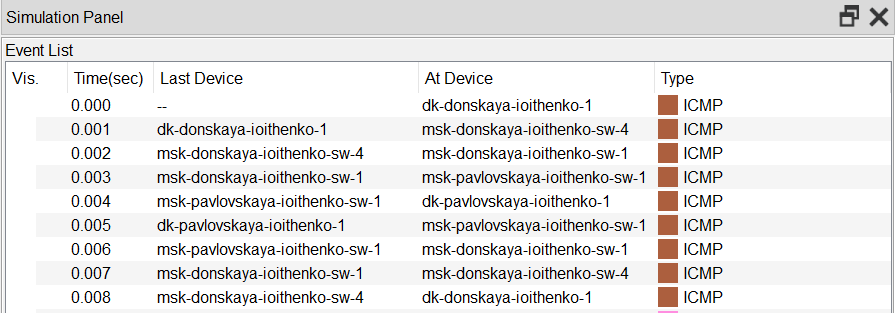 Simulation Panel
Event List
Vis. Time(sec) Last Device At Device Type
0.000 -- dk-donskaya-ioithenko-1 ICMP
0.001 dk-donskaya-ioithenko-1 msk-donskaya-ioithenko-sw-4 ICMP
0.002 msk-donskaya-ioithenko-sw-4 msk-donskaya-ioithenko-sw-1 ICMP
0.003 msk-donskaya-ioithenko-sw-1 msk-pavlovskaya-ioithenko-sw-1 ICMP
0.004 msk-pavlovskaya-ioithenko-sw-1 dk-pavlovskaya-ioithenko-1 ICMP
0.005 dk-pavlovskaya-ioithenko-1 msk-pavlovskaya-ioithenko-sw-1 ICMP
0.006 msk-pavlovskaya-ioithenko-sw-1 msk-donskaya-ioithenko-sw-1 ICMP
0.007 msk-donskaya-ioithenko-sw-1 msk-donskaya-ioithenko-sw-4 ICMP
0.008 msk-donskaya-ioithenko-sw-4 dk-donskaya-ioithenko-1 ICMP